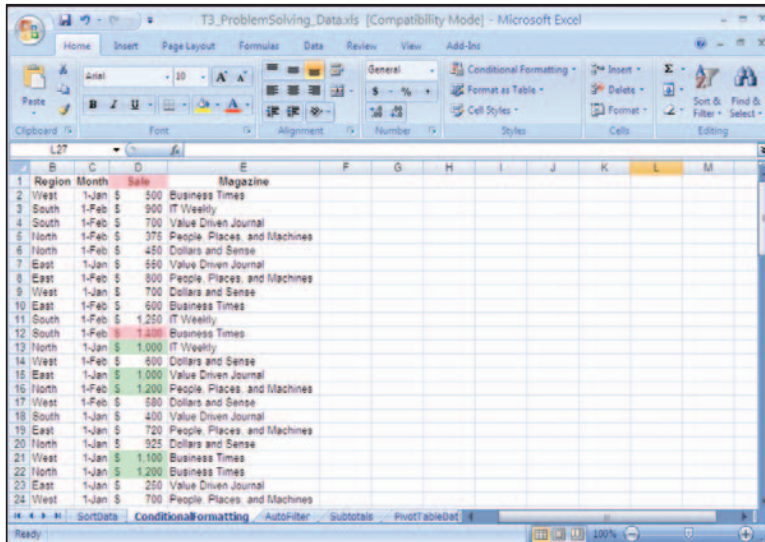 T3_ProblemSolving_Data.xls [Compatibility Mode] - Microsoft Excel
Home Insert Page Layout Formulas Data Review View Add-Ins
Paste
Arial 10 A A
B I U A
General
$ % ,
Conditional Formatting
Format as Table
Cell Styles
Insert
Delete
Format
Σ
Sort & Filter
Find & Select
Clipboard Font Alignment Number Styles Cells Editing
L27 fx
B C D E F G H I J K L M
1 Region Month Sale Magazine
2 West 1-Jan $ 500 Business Times
3 South 1-Feb $ 900 IT Weekly
4 South 1-Feb $ 700 Value Driven Journal
5 North 1-Feb $ 375 People, Places, and Machines
6 North 1-Feb $ 450 Dollars and Sense
7 East 1-Jan $ 550 Value Driven Journal
8 East 1-Feb $ 800 People, Places, and Machines
9 West 1-Jan $ 700 Dollars and Sense
10 East 1-Feb $ 600 Business Times
11 South 1-Feb $ 1,250 IT Weekly
12 South 1-Feb $ 1,400 Business Times
13 North 1-Jan $ 1,000 IT Weekly
14 West 1-Feb $ 600 Dollars and Sense
15 East 1-Jan $ 1,000 Value Driven Journal
16 North 1-Feb $ 1,200 People, Places, and Machines
17 West 1-Feb $ 580 Dollars and Sense
18 South 1-Jan $ 400 Value Driven Journal
19 East 1-Jan $ 720 People, Places, and Machines
20 North 1-Jan $ 925 Dollars and Sense
21 West 1-Jan $ 1,100 Business Times
22 North 1-Jan $ 1,200 Business Times
23 East 1-Jan $ 250 Value Driven Journal
24 West 1-Jan $ 700 People, Places, and Machines
SortData ConditionalFormatting AutoFilter Subtotals PivotTableDat
Ready 100%